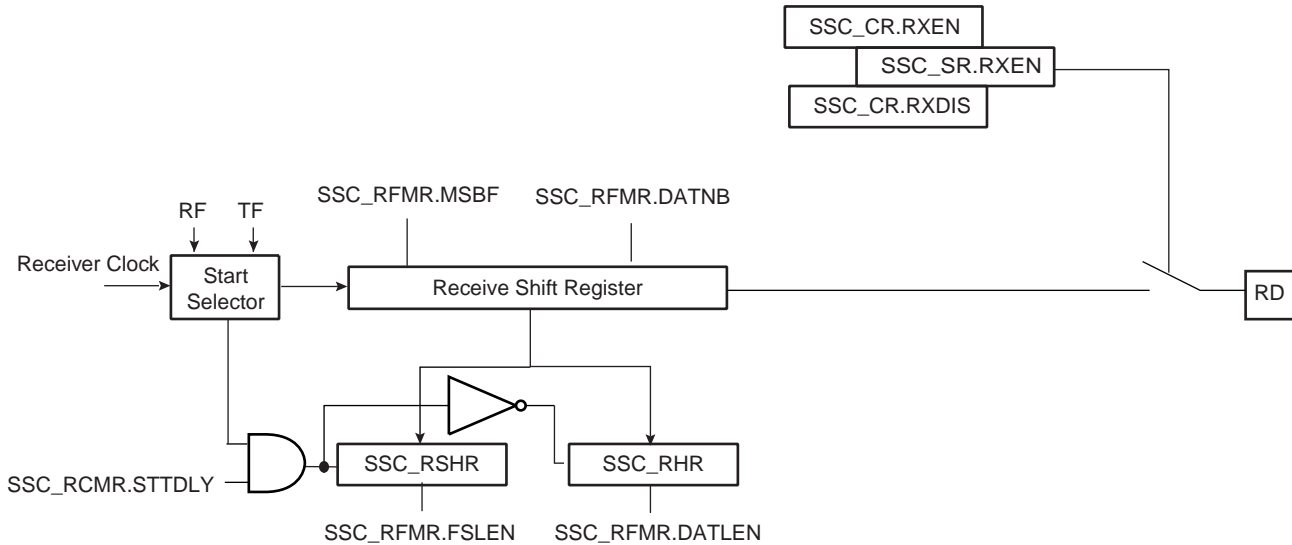 SSC_CR.RXEN
SSC_SR.RXEN
SSC_CR.RXDIS
SSC_RFMR.MSBF
SSC_RFMR.DATNB
RF
TF
Receiver Clock
Start
Selector
Receive Shift Register
RD
SSC_RSHR
SSC_RHR
SSC_RCMR.STTDLY
SSC_RFMR.FSLEN
SSC_RFMR.DATLEN